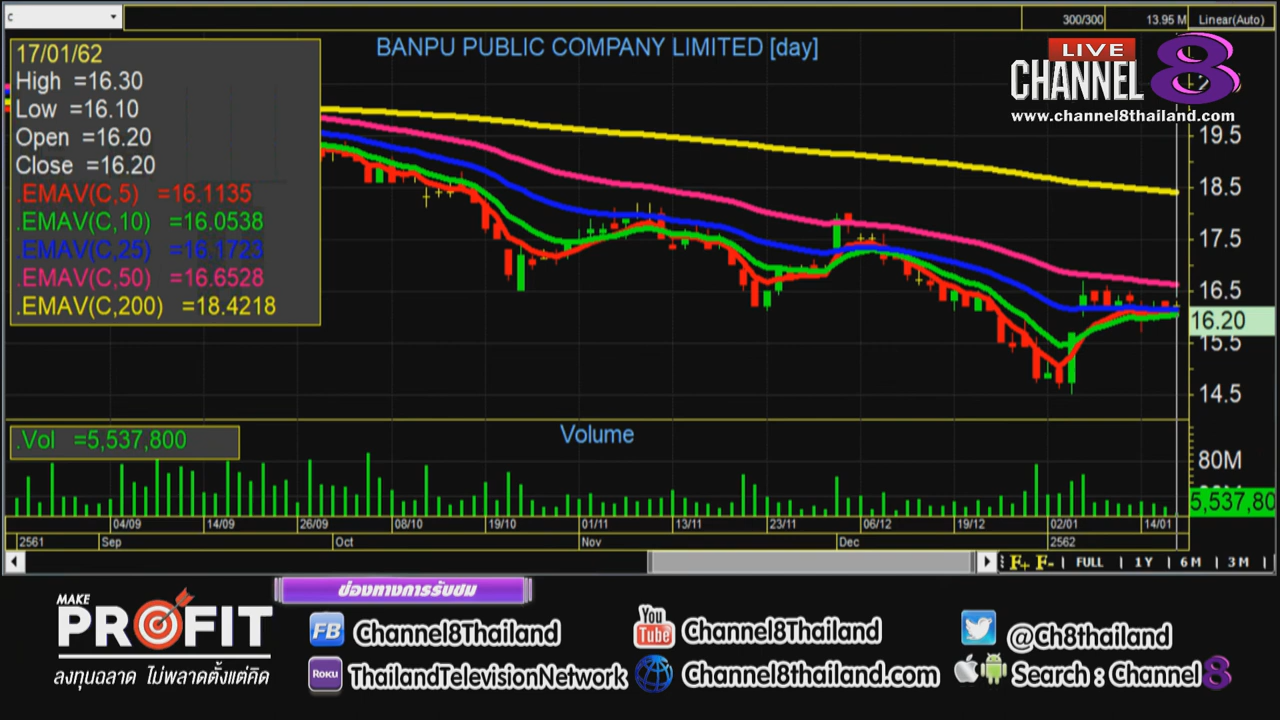 c
300/300
13.95 M
Linear(Auto)
17/01/62
High =16.30
Low =16.10
Open =16.20
Close =16.20
.EMAV(C,5) =16.1135
.EMAV(C,10) =16.0538
.EMAV(C,25) =16.1723
.EMAV(C,50) =16.6528
.EMAV(C,200) =18.4218
BANPU PUBLIC COMPANY LIMITED [day]
LIVE
CHANNEL 8
www.channel8thailand.com
19.5
18.5
17.5
16.5
16.20
15.5
14.5
.Vol =5,537,800
Volume
80M
5,537,80
04/09 14/09 26/09 08/10 19/10 01/11 13/11 23/11 06/12 19/12 02/01 14/01
2561 Sep Oct Nov Dec 2562
F+ F- | FULL | 1 Y | 6 M | 3 M |
MAKE
PROFIT
ลงทุนฉลาด ไม่พลาดตั้งแต่คิด
ช่องทางการรับชม
FB Channel8Thailand
You Tube Channel8Thailand
@Ch8thailand
ROKU ThailandTelevisionNetwork
Channel8thailand.com
Search : Channel 8